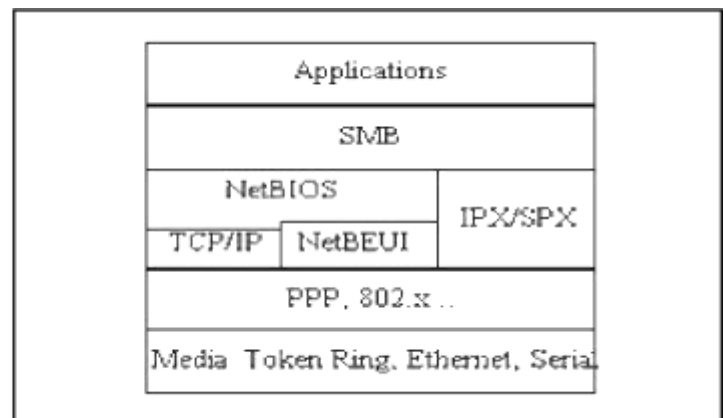 Applications
SMB
NetBIOS
IPX/SPX
TCP/IP
NetBEUI
PPP, 802.x ..
Media Token Ring, Ethernet, Serial